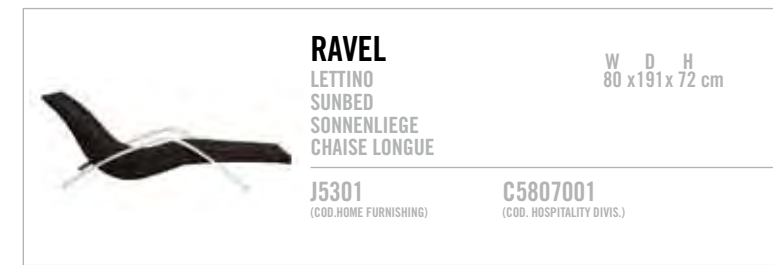 RAVEL
LETTINO
SUNBED
SONNENLIEGE
CHAISE LONGUE
W D H
80 x191x 72 cm
J5301
(COD.HOME FURNISHING)
C5807001
(COD. HOSPITALITY DIVIS.)